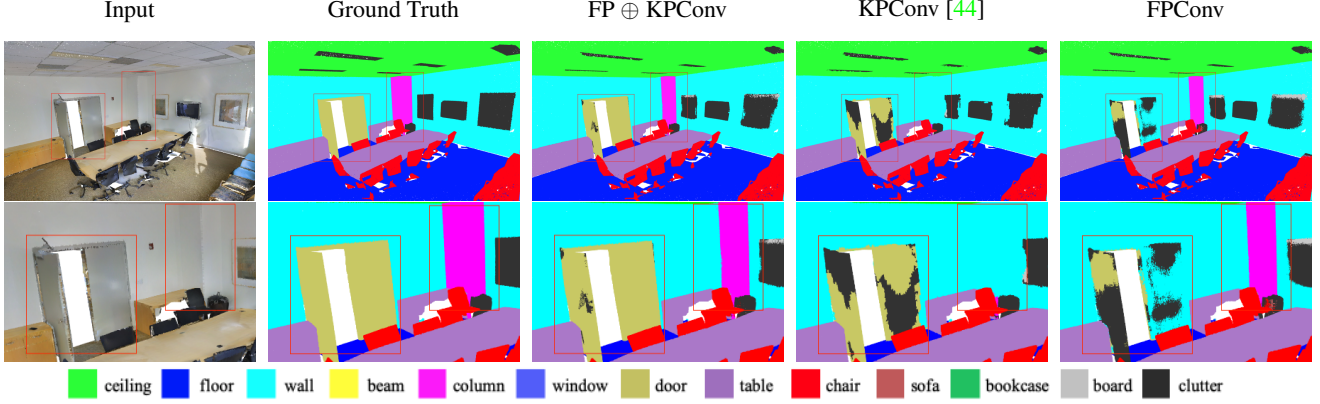 Input Ground Truth FP ⊕ KPConv KPConv [44] FPConv
ceiling floor wall beam column window door table chair sofa bookcase board clutter